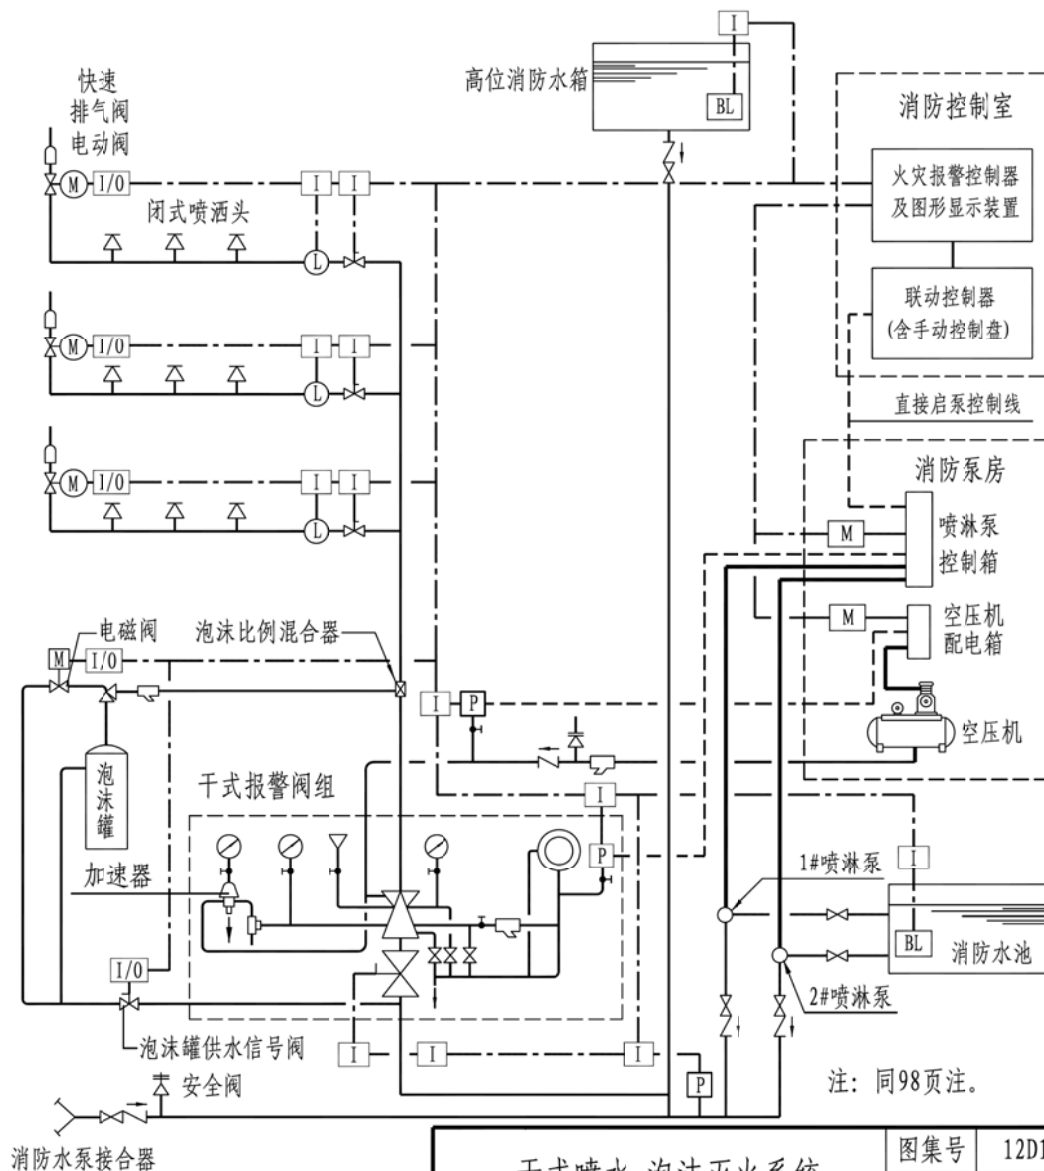 I
高位消防水箱
BL
快速
排气阀
电动阀
消防控制室
火灾报警控制器
及图形显示装置
M I/O I I
闭式喷洒头
L
联动控制器
(含手动控制盘)
M I/O I I
L
直接启泵控制线
消防泵房
M I/O I I
L
喷淋泵
控制箱
M
空压机
配电箱
M
电磁阀
泡沫比例混合器
M I/O
I P
空压机
泡沫罐
干式报警阀组
I
P
加速器
1#喷淋泵
I
BL
消防水池
I/O
2#喷淋泵
泡沫罐供水信号阀
I I I
P
安全阀
注: 同98页注。
消防水泵接合器
图集号 12D1